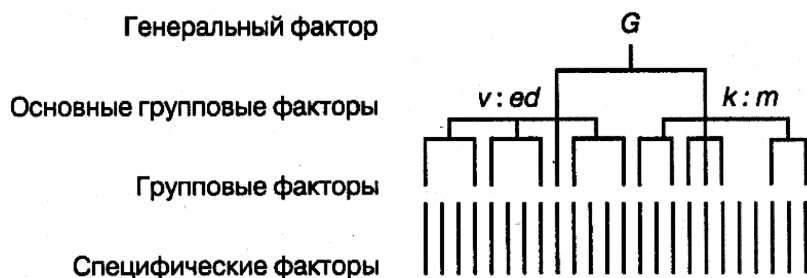 Генеральный фактор
G
Основные групповые факторы
v : ed
k : m
Групповые факторы
Специфические факторы